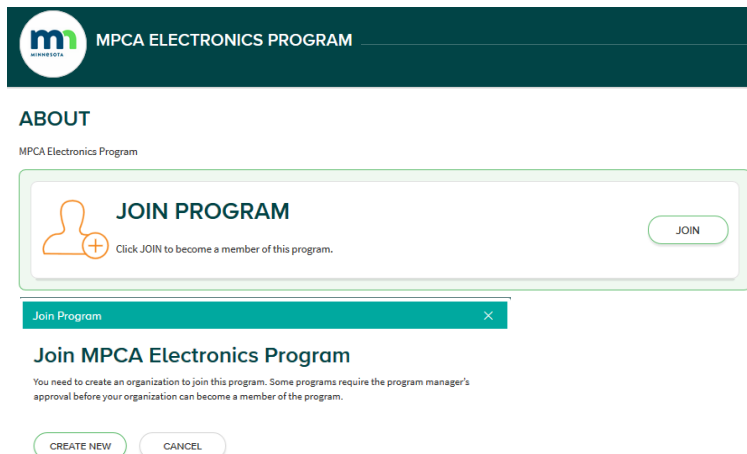 mn
MINNESOTA
MPCA ELECTRONICS PROGRAM
ABOUT
MPCA Electronics Program
JOIN PROGRAM
Click JOIN to become a member of this program.
JOIN
Join Program
Join MPCA Electronics Program
You need to create an organization to join this program. Some programs require the program manager's
approval before your organization can become a member of the program.
CREATE NEW
CANCEL